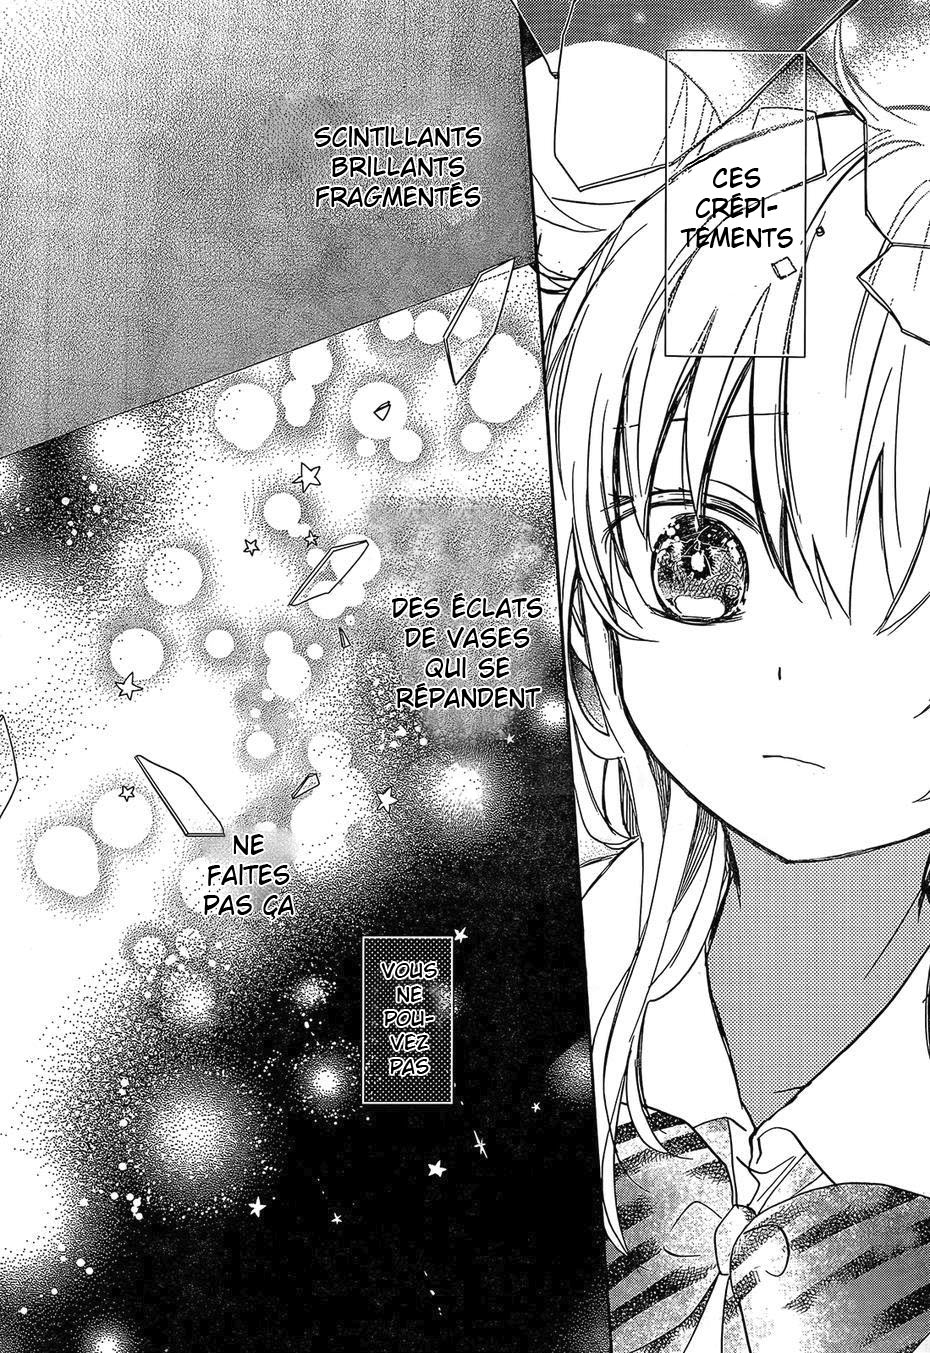 CES
CRÉPI-
TEMENTS
SCINTILLANTS
BRILLANTS
FRAGMENTÉS
DES ÉCLATS
DE VASES
QUI SE
RÉPANDENT
NE
FAITES
PAS ÇA
VOUS
NE
POU-
VEZ
PAS